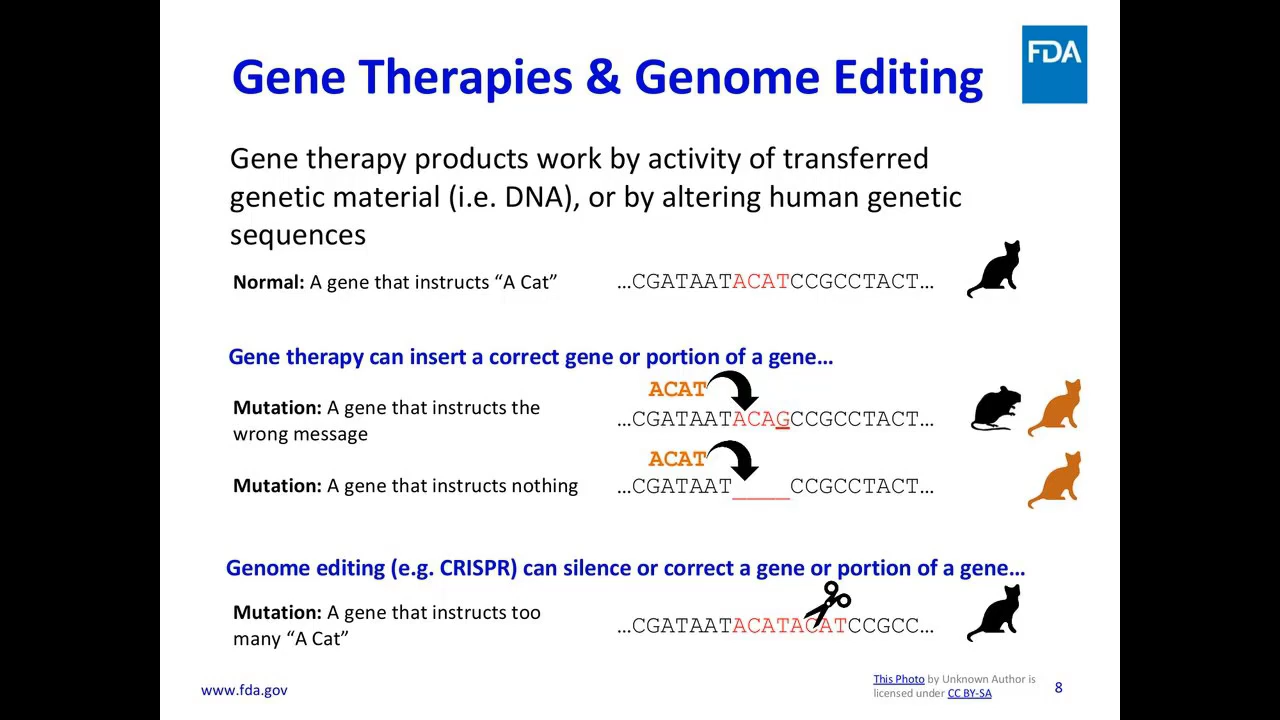 FDA
Gene Therapies & Genome Editing
Gene therapy products work by activity of transferred
genetic material (i.e. DNA), or by altering human genetic
sequences
Normal: A gene that instructs “A Cat”
…CGATAATACATCCGCCTACT…
Gene therapy can insert a correct gene or portion of a gene…
ACAT
Mutation: A gene that instructs the
wrong message
…CGATAATACAGCCGCCTACT…
ACAT
Mutation: A gene that instructs nothing
…CGATAAT____CCGCCTACT…
Genome editing (e.g. CRISPR) can silence or correct a gene or portion of a gene…
Mutation: A gene that instructs too
many “A Cat”
…CGATAATACATACATCCGCC…
www.fda.gov
This Photo by Unknown Author is
licensed under CC BY-SA
8